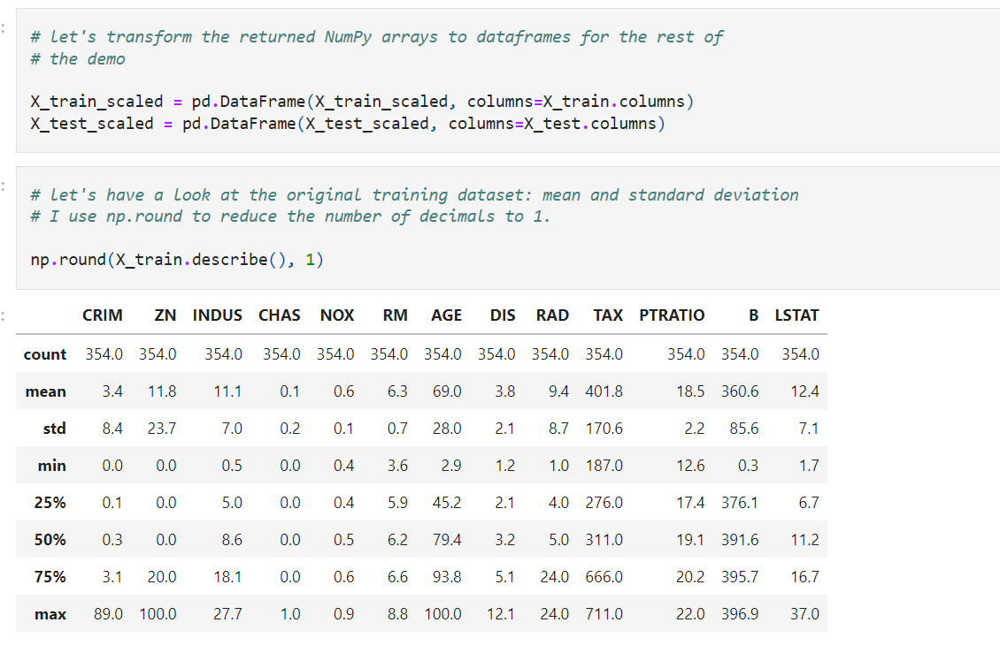 # let's transform the returned NumPy arrays to dataframes for the rest of
# the demo
X_train_scaled = pd.DataFrame(X_train_scaled, columns=X_train.columns)
X_test_scaled = pd.DataFrame(X_test_scaled, columns=X_test.columns)
# let's have a look at the original training dataset: mean and standard deviation
# I use np.round to reduce the number of decimals to 1.
np.round(X_train.describe(), 1)
CRIM ZN INDUS CHAS NOX RM AGE DIS RAD TAX PTRATIO B LSTAT
count 354.0 354.0 354.0 354.0 354.0 354.0 354.0 354.0 354.0 354.0 354.0 354.0 354.0
mean 3.4 11.8 11.1 0.1 0.6 6.3 69.0 3.8 9.4 401.8 18.5 360.6 12.4
std 8.4 23.7 7.0 0.2 0.1 0.7 28.0 2.1 8.7 170.6 2.2 85.6 7.1
min 0.0 0.0 0.5 0.0 0.4 3.6 2.9 1.2 1.0 187.0 12.6 0.3 1.7
25% 0.1 0.0 5.0 0.0 0.4 5.9 45.2 2.1 4.0 276.0 17.4 376.1 6.7
50% 0.3 0.0 8.6 0.0 0.5 6.2 79.4 3.2 5.0 311.0 19.1 391.6 11.2
75% 3.1 20.0 18.1 0.0 0.6 6.6 93.8 5.1 24.0 666.0 20.2 395.7 16.7
max 89.0 100.0 27.7 1.0 0.9 8.8 100.0 12.1 24.0 711.0 22.0 396.9 37.0